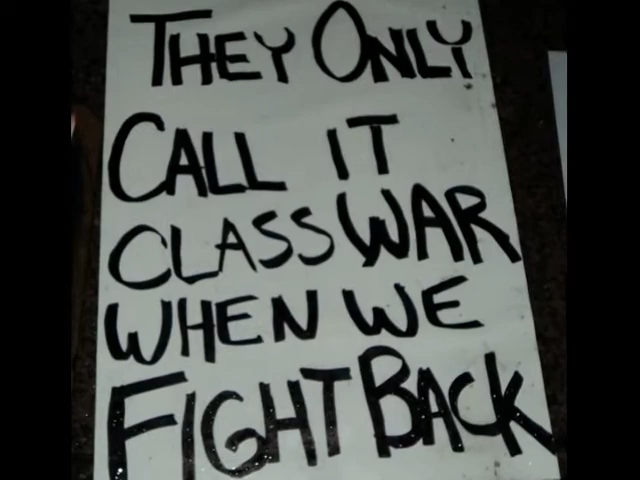 THEY ONLY
CALL IT
CLASS WAR
WHEN WE
FIGHT BACK